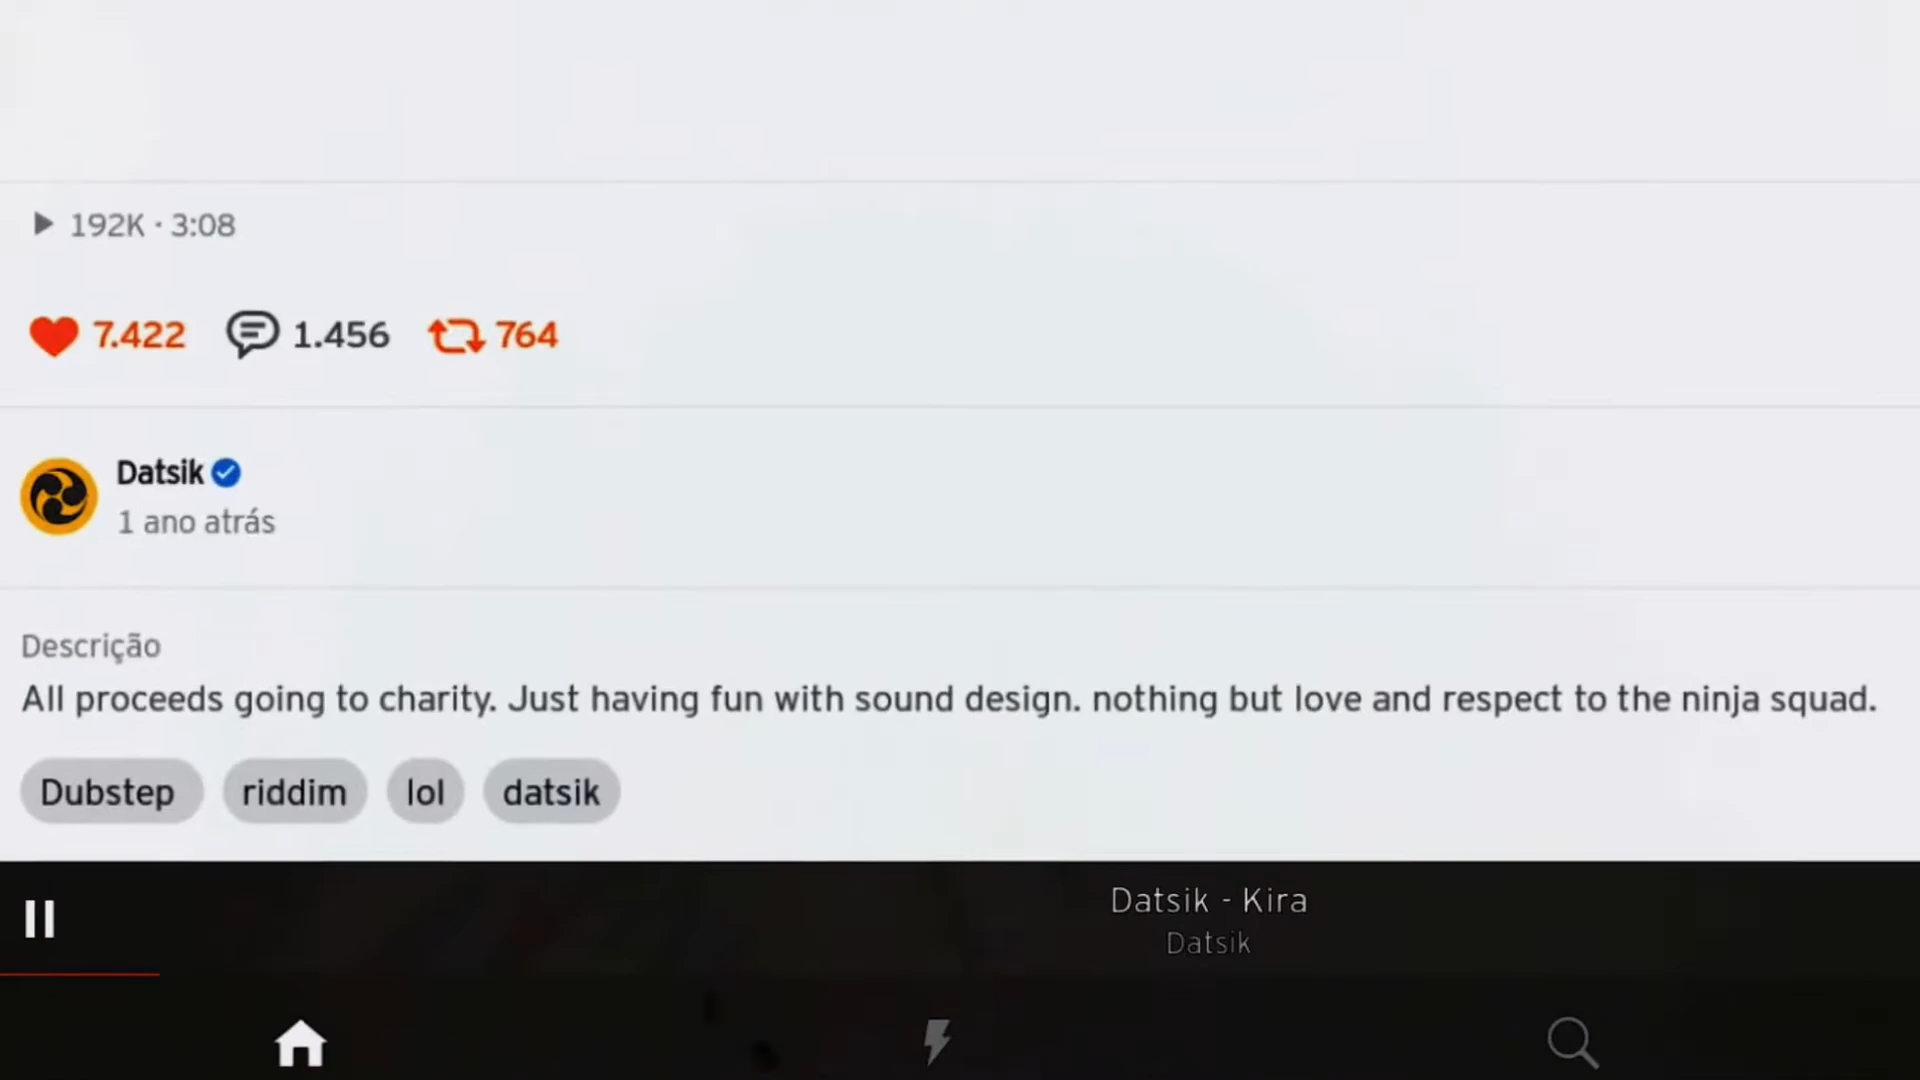 192K · 3:08
7.422 1.456 764
Datsik
1 ano atrás
Descrição
All proceeds going to charity. Just having fun with sound design. nothing but love and respect to the ninja squad.
Dubstep riddim lol datsik
Datsik - Kira
Datsik